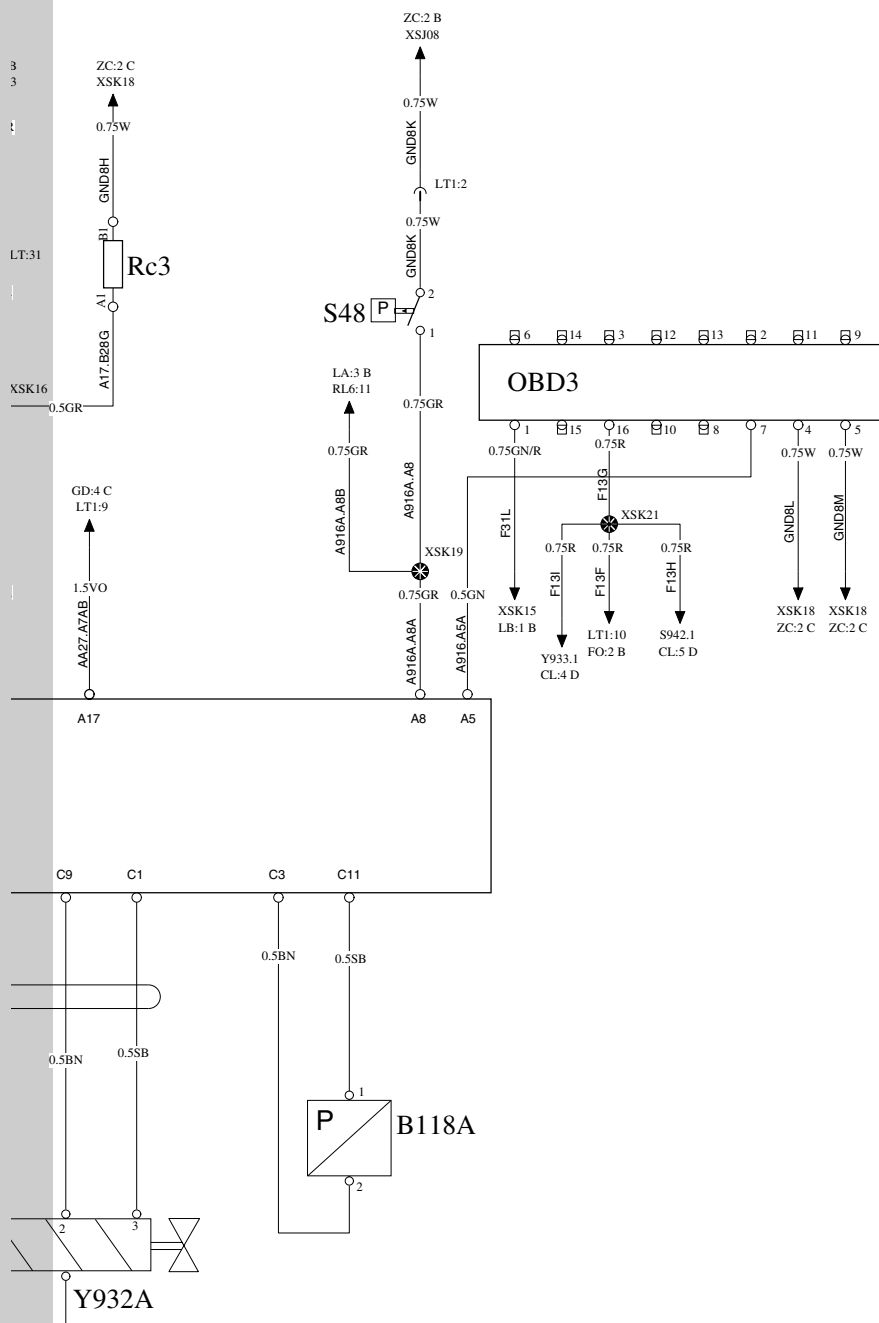 ZC:2 B
XSJ08
B
3
ZC:2 C
XSK18
0.75W
0.75W
GND8K
GND8H
LT1:2
0.75W
GND8K
B1
LT:31
Rc3
A1
2
S48
P
1
A17.B28G
XSK16
0.5GR
LA:3 B
RL6:11
0.75GR
0.75GR
A916A.A8B
A916A.A8
XSK19
0.75GR
A916A.A8A
0.5GN
A916.A5A
6
14
3
12
13
2
11
9
OBD3
1
15
16
10
8
7
4
5
0.75GN/R
0.75R
0.75W
0.75W
F31L
F13G
GND8L
GND8M
XSK21
0.75R
0.75R
0.75R
F13I
F13F
F13H
XSK15
LB:1 B
Y933.1
CL:4 D
LT1:10
FO:2 B
S942.1
CL:5 D
XSK18
ZC:2 C
XSK18
ZC:2 C
GD:4 C
LT1:9
1.5VO
AA27.A7AB
A17
A8
A5
C9
C1
C3
C11
0.5BN
0.5SB
0.5BN
0.5SB
1
P
B118A
2
2
3
Y932A